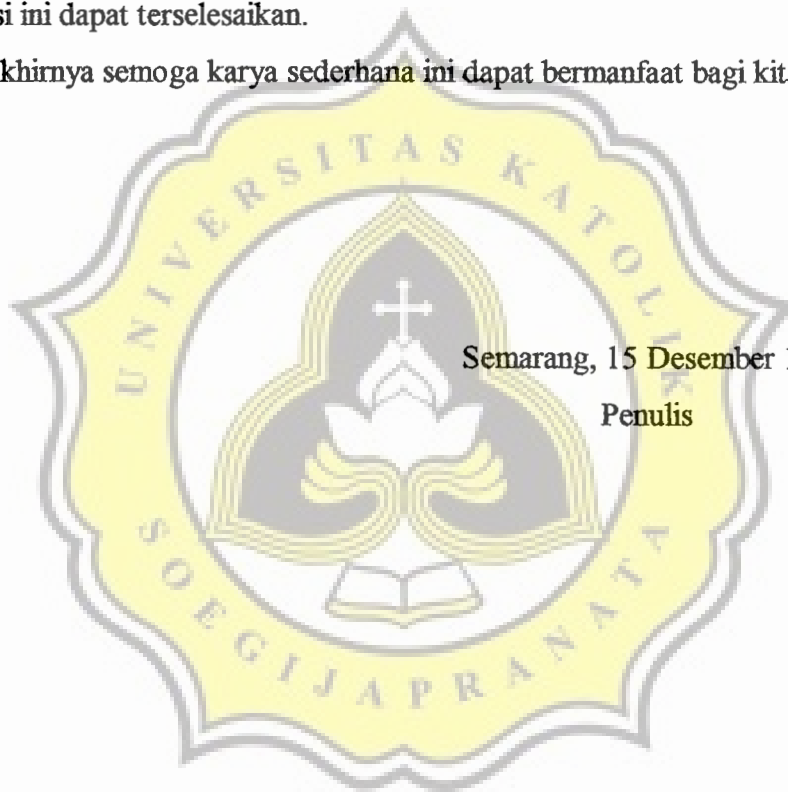 si ini dapat terselesaikan.
khirnya semoga karya sederhana ini dapat bermanfaat bagi kit
UNIVERSITAS KATOLIK
Semarang, 15 Desember 1
Penulis
SOEGIJAPRANATA